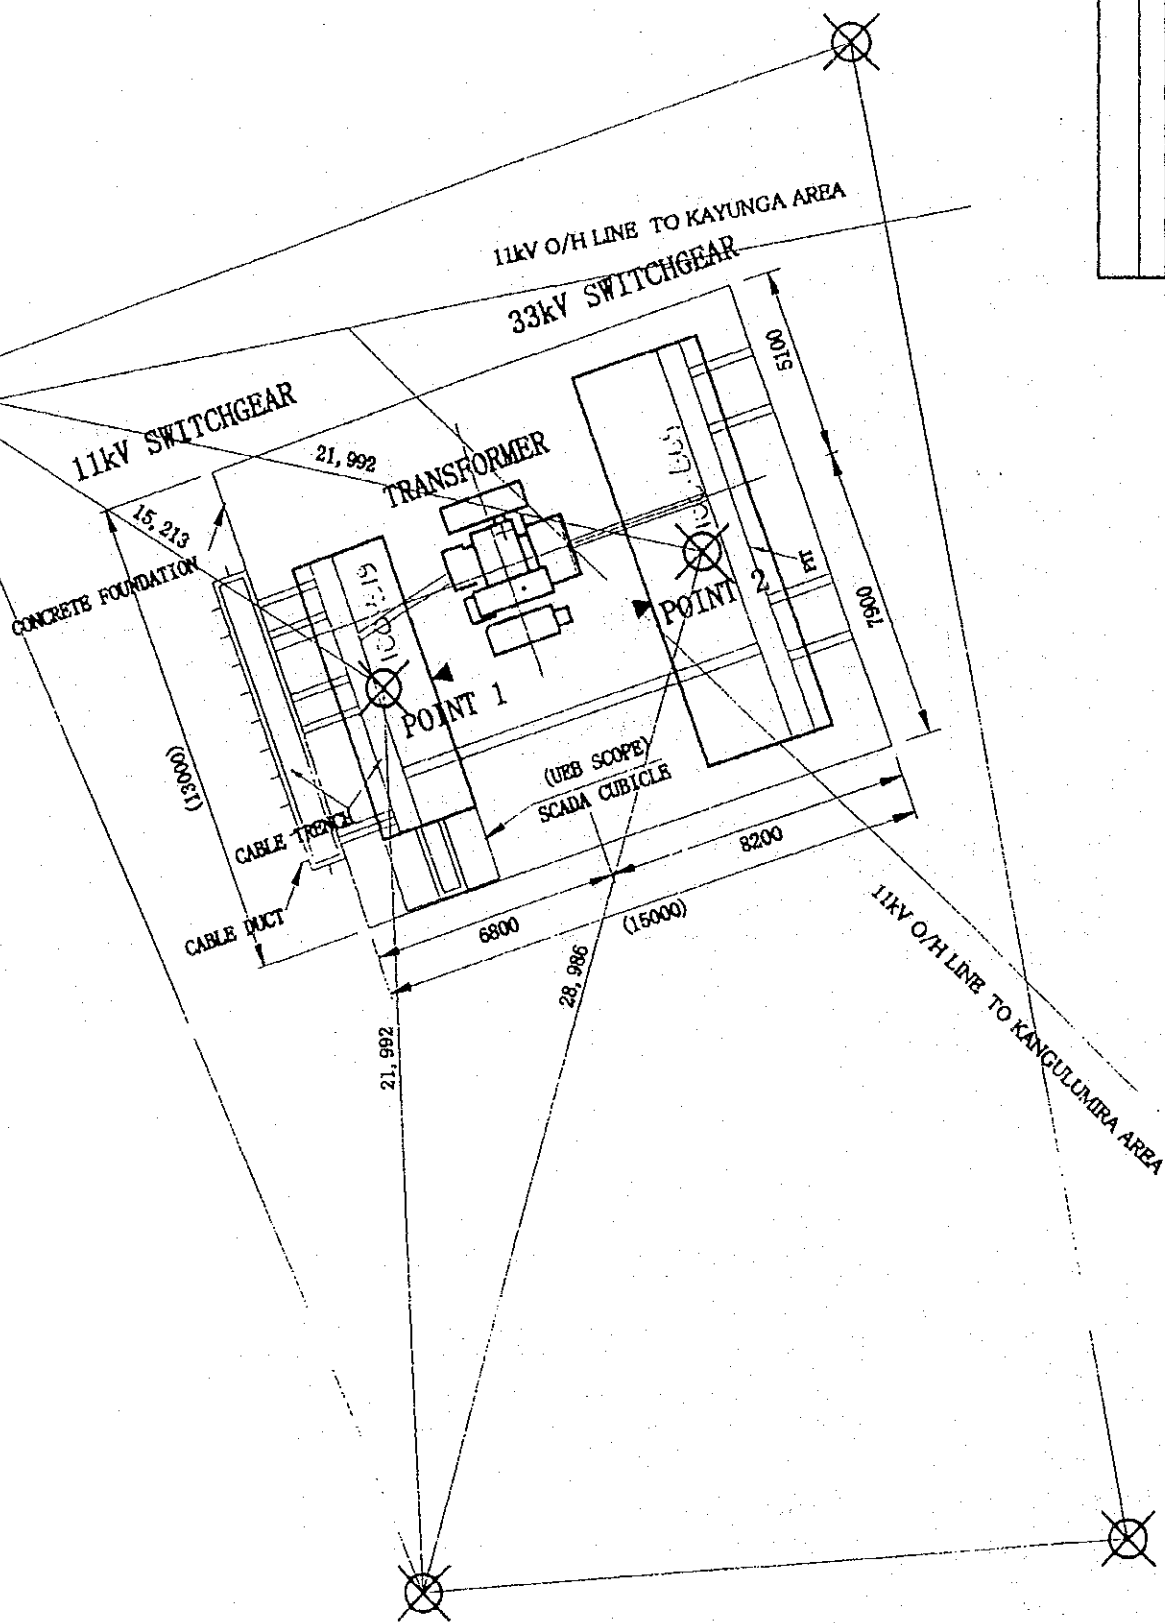 11kV O/H LINE TO KAYUNGA AREA
33kV SWITCHGEAR
11kV SWITCHGEAR
5100
21,992
TRANSFORMER
15,213
CONCRETE FOUNDATION
POINT 2
7900
POINT 1
(13000)
(UEB SCOPE)
SCADA CUBICLE
CABLE TRENCH
8200
CABLE DUCT
6800
(15000)
28,986
21,992
11kV O/H LINE TO KANGULUMIRA AREA